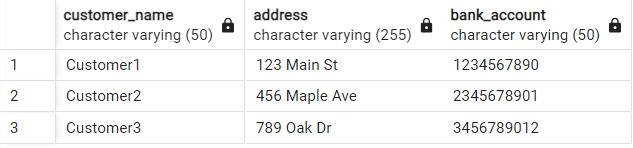 customer_name address bank_account
character varying (50) character varying (255) character varying (50)
1 Customer1 123 Main St 1234567890
2 Customer2 456 Maple Ave 2345678901
3 Customer3 789 Oak Dr 3456789012